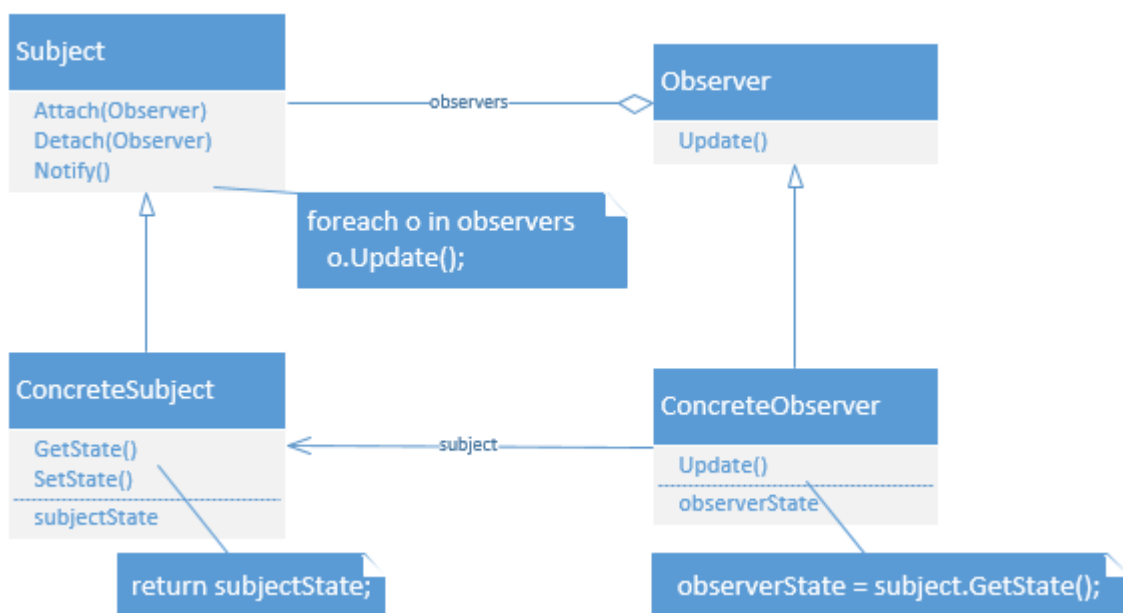 Subject
Attach(Observer)
Detach(Observer)
Notify()
observers
Observer
Update()
foreach o in observers
o.Update();
ConcreteSubject
GetState()
SetState()
subjectState
return subjectState;
subject
ConcreteObserver
Update()
observerState
observerState = subject.GetState();